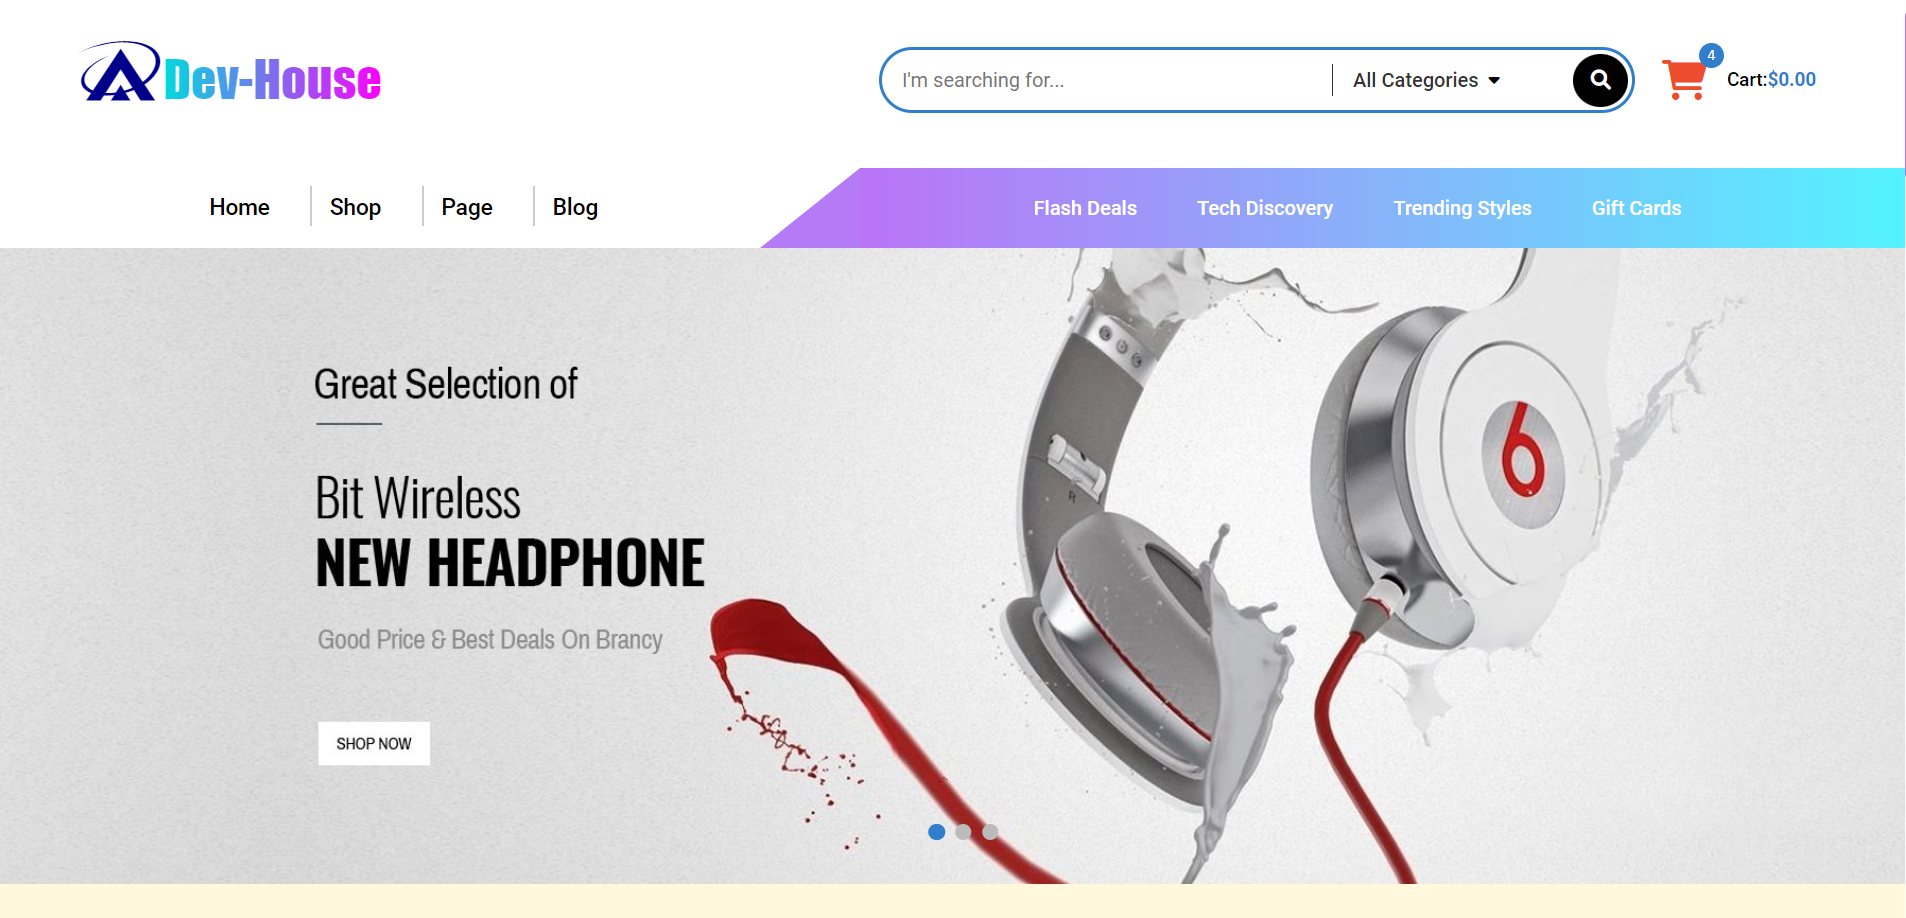 Dev-House
I'm searching for...
All Categories
4
Cart:$0.00
Home
Shop
Page
Blog
Flash Deals
Tech Discovery
Trending Styles
Gift Cards
Great Selection of
Bit Wireless
NEW HEADPHONE
Good Price & Best Deals On Brancy
SHOP NOW
R